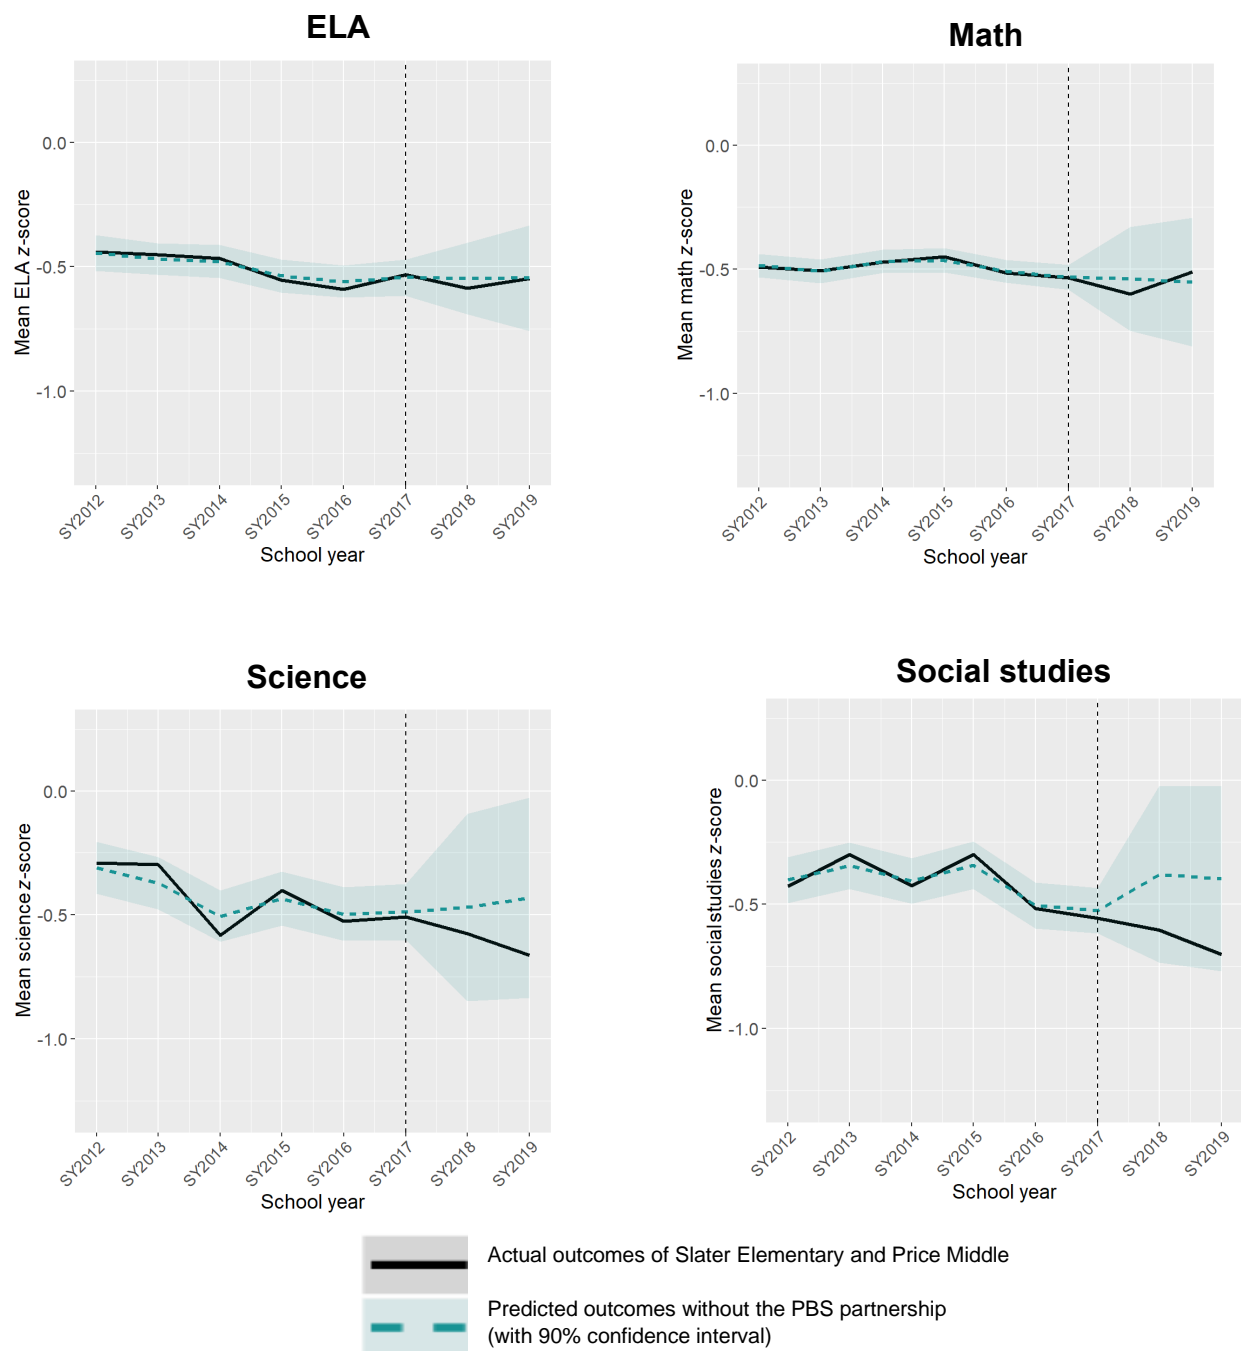 ELA
Mean ELA z-score
0.0
-0.5
-1.0
SY2012
SY2013
SY2014
SY2015
SY2016
SY2017
SY2018
SY2019
School year
Math
Mean math z-score
0.0
-0.5
-1.0
SY2012
SY2013
SY2014
SY2015
SY2016
SY2017
SY2018
SY2019
School year
Science
Mean science z-score
0.0
-0.5
-1.0
SY2012
SY2013
SY2014
SY2015
SY2016
SY2017
SY2018
SY2019
School year
Social studies
Mean social studies z-score
0.0
-0.5
-1.0
SY2012
SY2013
SY2014
SY2015
SY2016
SY2017
SY2018
SY2019
School year
Actual outcomes of Slater Elementary and Price Middle
Predicted outcomes without the PBS partnership
(with 90% confidence interval)